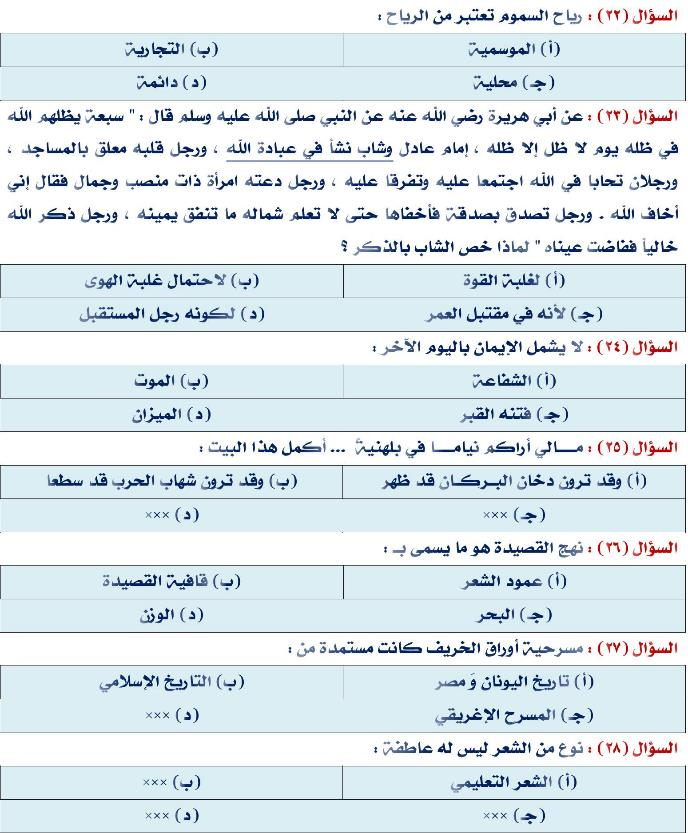 السؤال (٢٢) : رياح السموم تعتبر من الرياح :
(أ) الموسمية (ب) التجارية
(جـ) محلية (د) دائمة
السؤال (٢٣) : عن أبي هريرة رضي الله عنه عن النبي صلى الله عليه وسلم قال : " سبعة يظلهم الله
في ظله يوم لا ظل إلا ظله ، إمام عادل وشاب نشأ في عبادة الله ، ورجل قلبه معلق بالمساجد ،
ورجلان تحابا في الله اجتمعا عليه وتفرقا عليه ، ورجل دعته امرأة ذات منصب وجمال فقال إني
أخاف الله . ورجل تصدق بصدقة فأخفاها حتى لا تعلم شماله ما تنفق يمينه ، ورجل ذكر الله
خالياً ففاضت عيناه " لماذا خص الشاب بالذكر ؟
(أ) لغلبة القوة (ب) لاحتمال غلبة الهوى
(جـ) لأنه في مقتبل العمر (د) لكونه رجل المستقبل
السؤال (٢٤) : لا يشمل الإيمان باليوم الآخر :
(أ) الشفاعة (ب) الموت
(جـ) فتنه القبر (د) الميزان
السؤال (٢٥) : مـــالي أراكم نيامـــا في بلهنيةٌ ... أكمل هذا البيت :
(أ) وقد ترون دخان البـركـان قد ظهر (ب) وقد ترون شهاب الحرب قد سطعا
(جـ) ××× (د) ×××
السؤال (٢٦) : نهج القصيدة هو ما يسمى بـ :
(أ) عمود الشعر (ب) قافية القصيدة
(جـ) البحر (د) الوزن
السؤال (٢٧) : مسرحية أوراق الخريف كانت مستمدة من :
(أ) تاريخ اليونان وَ مصر (ب) التاريخ الإسلامي
(جـ) المسرح الإغريقي (د) ×××
السؤال (٢٨) : نوع من الشعر ليس له عاطفة :
(أ) الشعر التعليمي (ب) ×××
(جـ) ××× (د) ×××